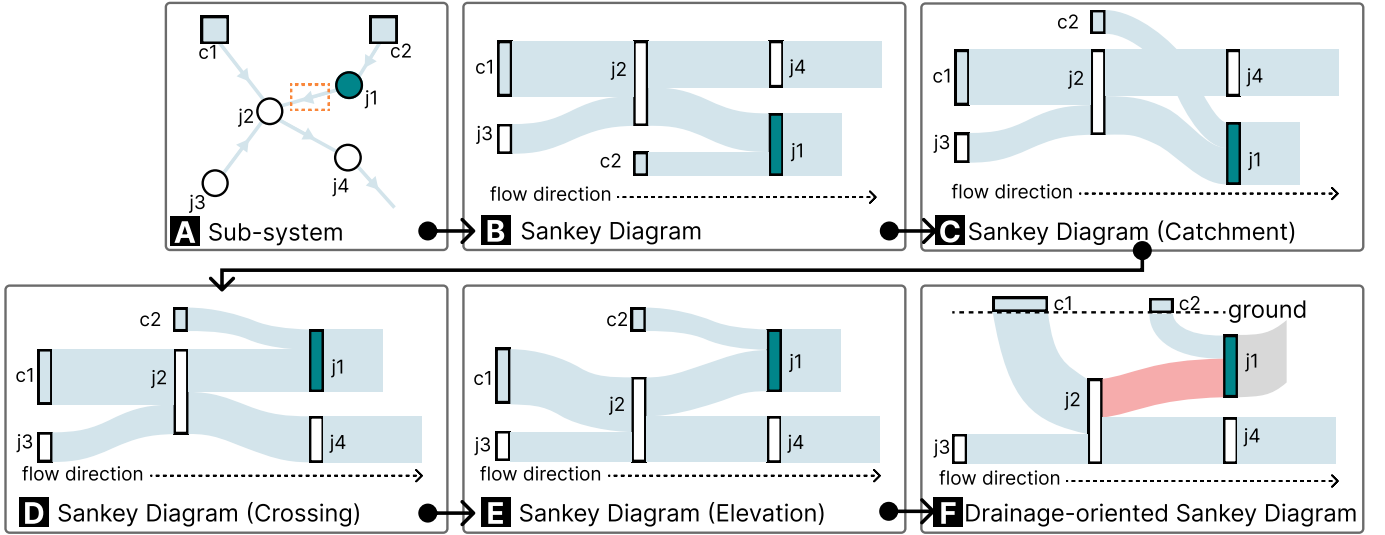 c1
c2
j1
j2
j4
j3
A Sub-system
c1
j2
j4
j3
c2
j1
flow direction
B Sankey Diagram
c2
c1
j2
j4
j3
j1
flow direction
C Sankey Diagram (Catchment)
c2
c1
j2
j1
j3
j4
flow direction
D Sankey Diagram (Crossing)
c2
c1
j1
j2
j3
j4
flow direction
E Sankey Diagram (Elevation)
c1
c2
ground
j1
j2
j4
j3
flow direction
F Drainage-oriented Sankey Diagram